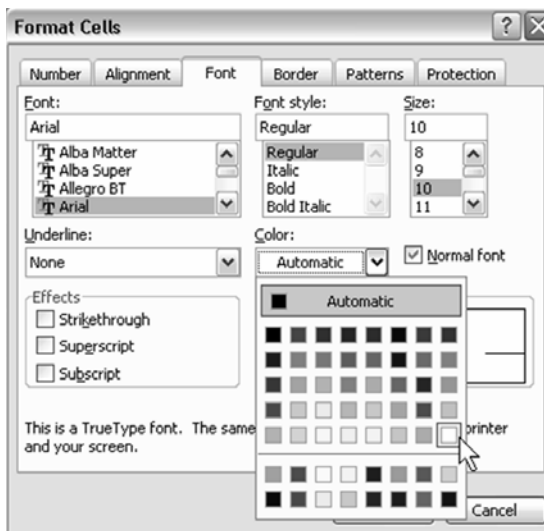 Format Cells
?
Number Alignment Font Border Patterns Protection
Font: Font style: Size:
Arial Regular 10
Alba Matter Regular 8
Alba Super Italic 9
Allegro BT Bold 10
Arial Bold Italic 11
Underline: Color:
None Automatic Normal font
Effects Automatic
Strikethrough
Superscript
Subscript
This is a TrueType font. The same printer
and your screen.
Cancel